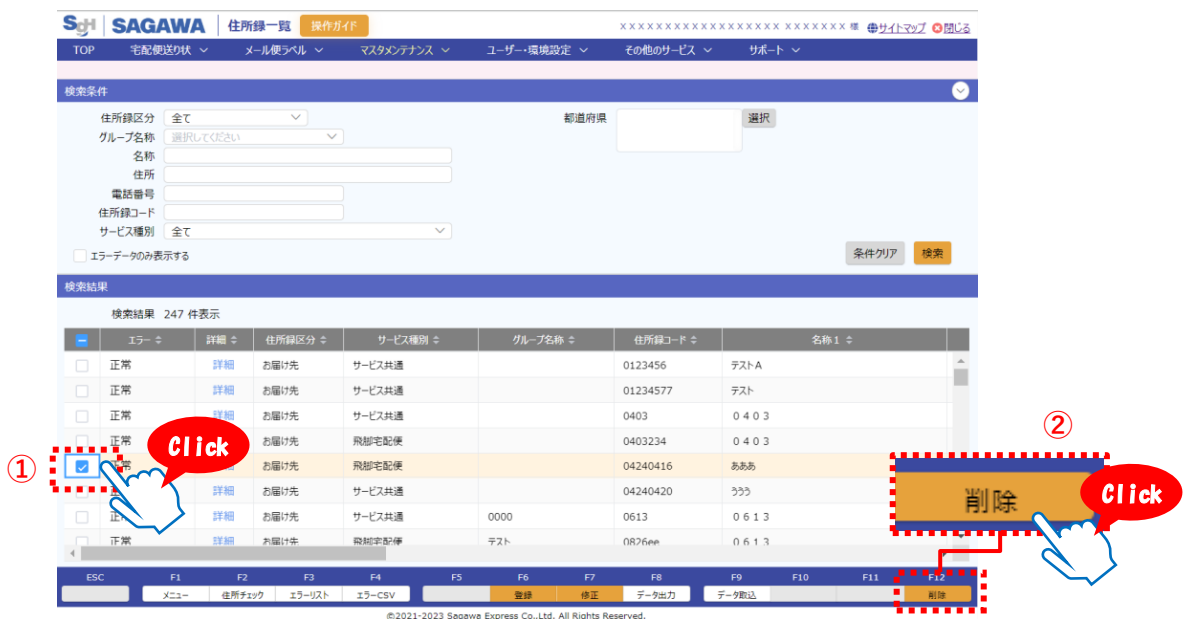 SGH SAGAWA 住所録一覧 操作ガイド ×××××××××××××××××× ××××××× 様 サイトマップ 閉じる
TOP 宅配便送り状 メール便ラベル マスタメンテナンス ユーザー・環境設定 その他のサービス サポート
検索条件
住所録区分 全て 都道府県 選択
グループ名称 選択してください
名称
住所
電話番号
住所録コード
サービス種別 全て
エラーデータのみ表示する 条件クリア 検索
検索結果
検索結果 247 件表示
エラー 詳細 住所録区分 サービス種別 グループ名称 住所録コード 名称1
正常 詳細 お届け先 サービス共通 0123456 テストA
正常 詳細 お届け先 サービス共通 01234577 テスト
正常 詳細 お届け先 サービス共通 0403 0403
正常 お届け先 飛脚宅配便 0403234 0403
② 
① Click 正常 お届け先 飛脚宅配便 04240416 あああ
正 詳細 お届け先 サービス共通 04240420 ううう
削除 Click
正 詳細 お届け先 サービス共通 0000 0613 0613
正常 詳細 お届け先 飛脚宅配便 テスト 0826ee 0613
ESC F1 F2 F3 F4 F5 F6 F7 F8 F9 F10 F11 F12
メニュー 住所チェック エラーリスト エラーCSV 登録 修正 データ出力 データ取込 削除
©2021-2023 Sagawa Express Co.,Ltd. All Rights Reserved.